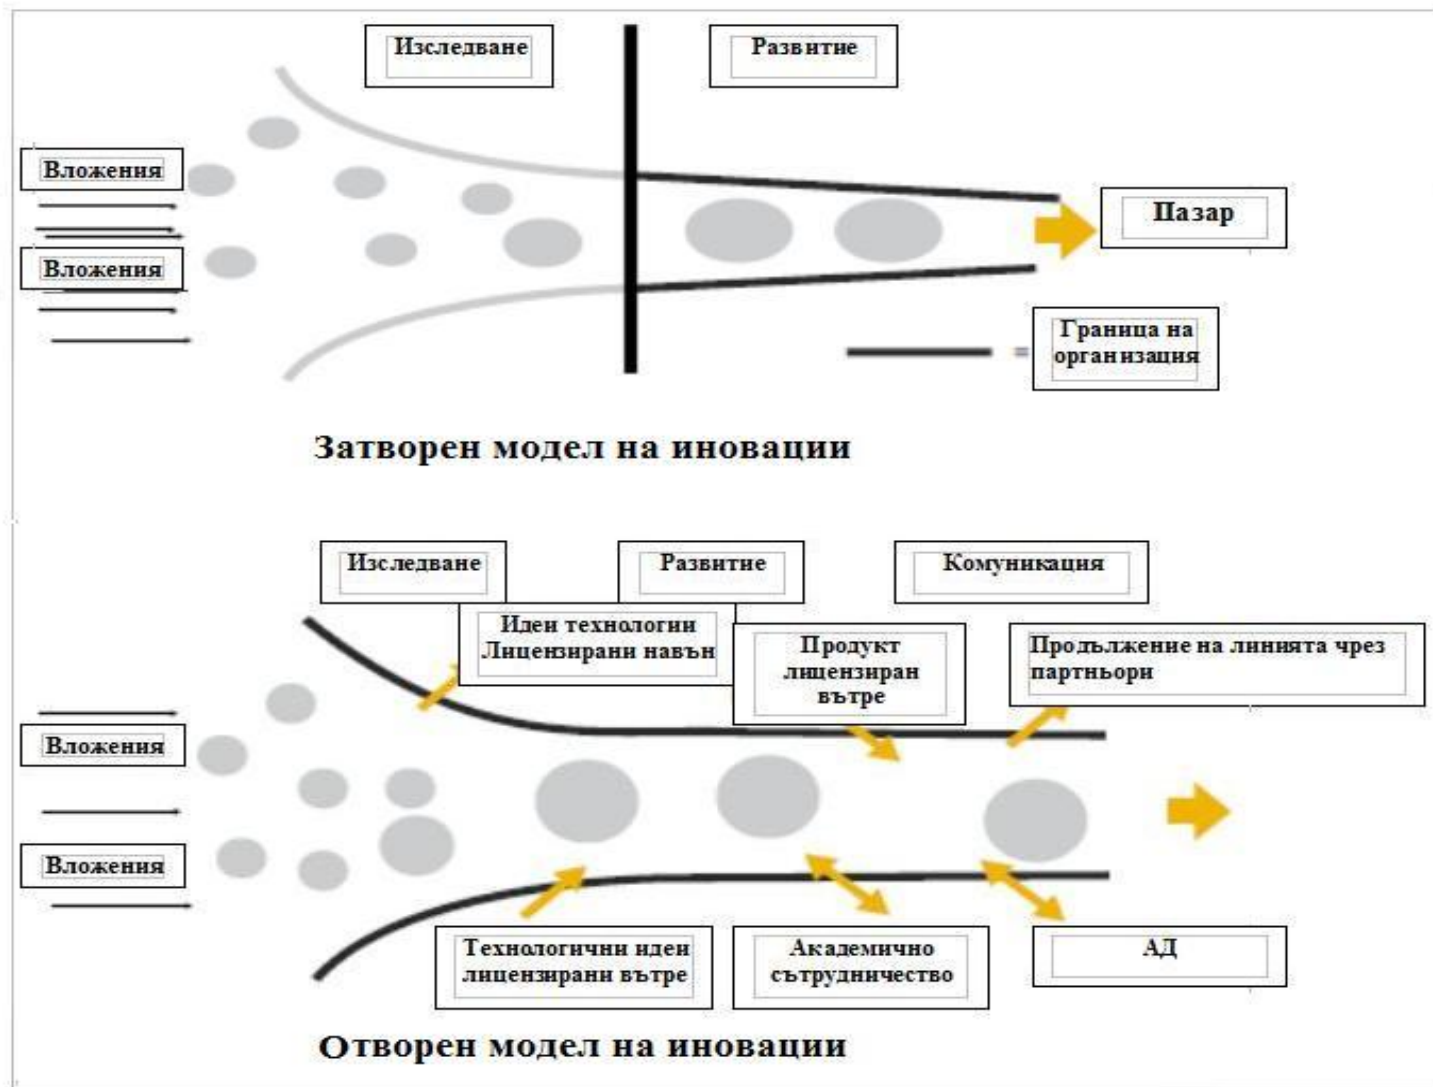 Изследване
Развитие
Вложения
Вложения
Пазар
=
Граница на
организация
Затворен модел на иновации
Изследване
Развитие
Комуникация
Идеи технологии
Лицензирани навън
Продукт
лицензиран
вътре
Продължение на линията чрез
партньори
Вложения
Вложения
Технологични идеи
лицензирани вътре
Академично
сътрудничество
АД
Отворен модел на иновации